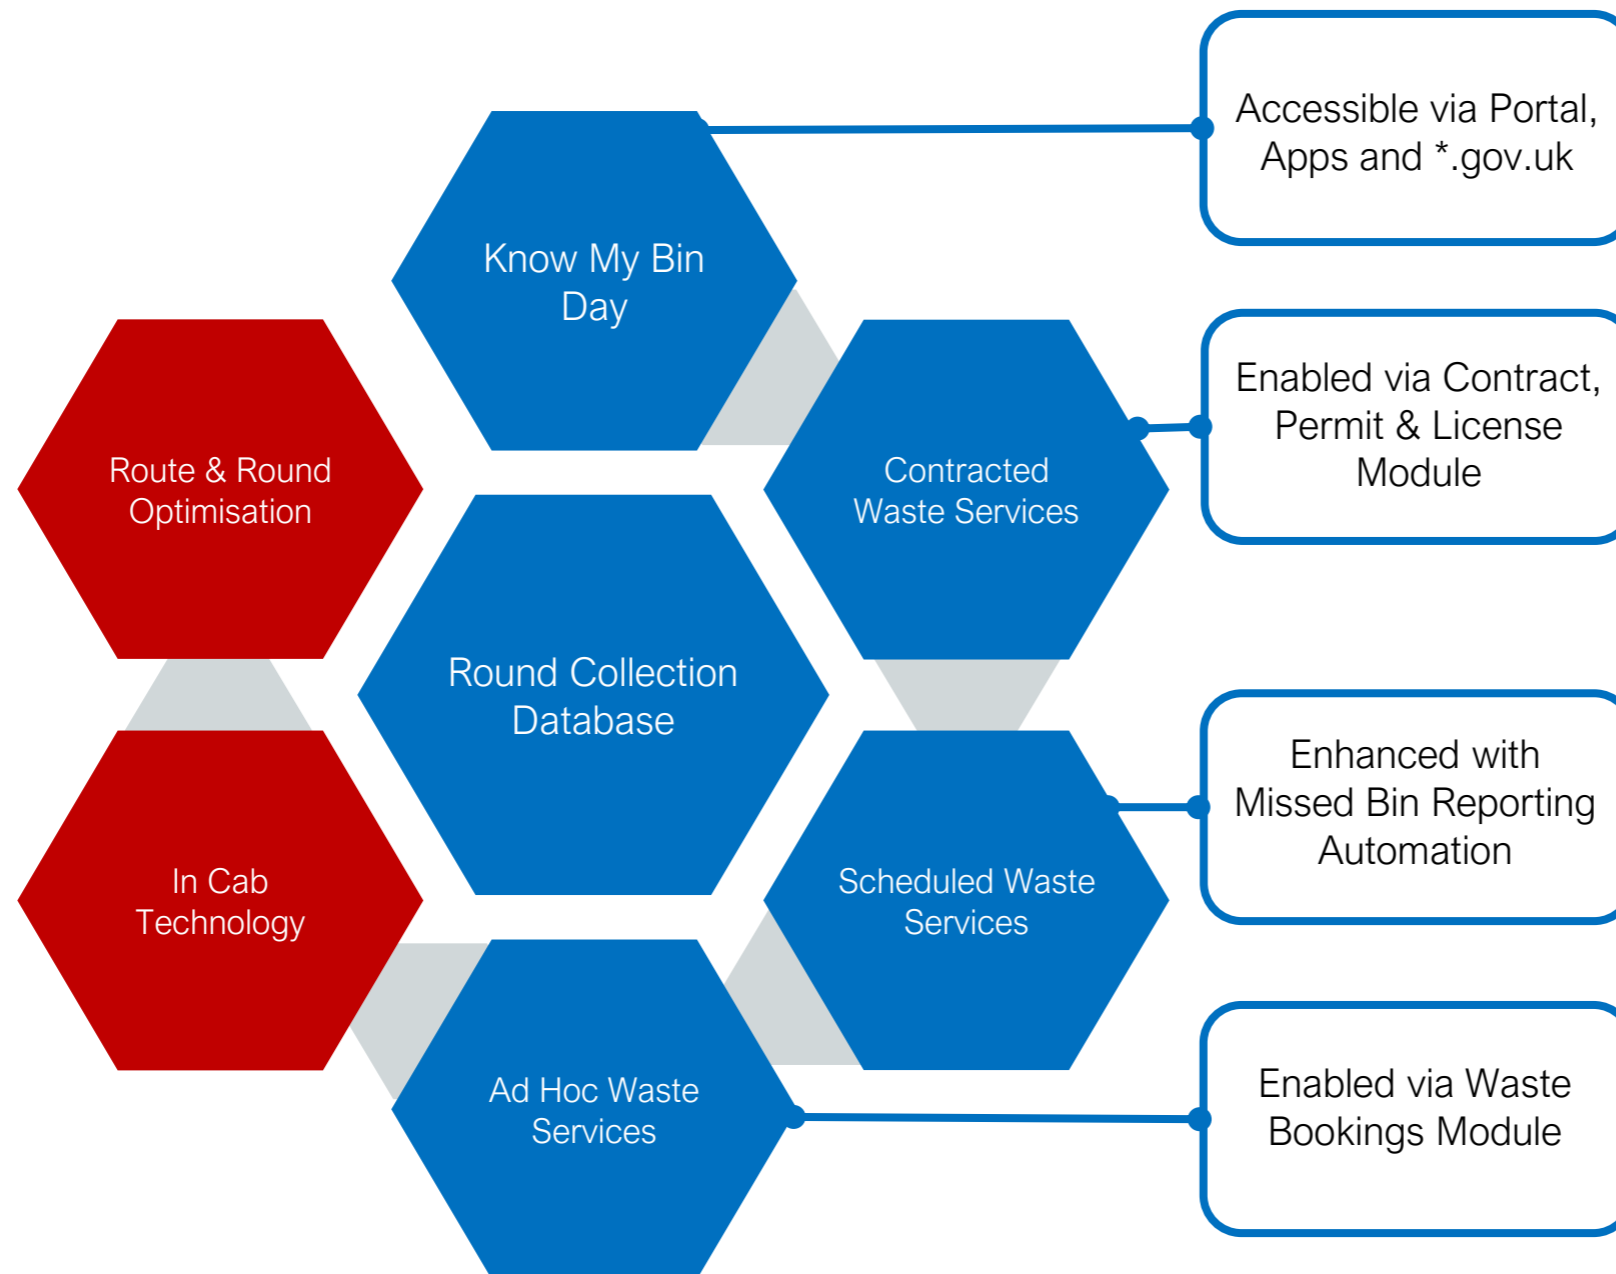 Accessible via Portal,
Apps and *.gov.uk
Know My Bin
Day
Enabled via Contract,
Permit & License
Module
Route & Round
Optimisation
Contracted
Waste Services
Round Collection
Database
Enhanced with
Missed Bin Reporting
Automation
In Cab
Technology
Scheduled Waste
Services
Ad Hoc Waste
Services
Enabled via Waste
Bookings Module